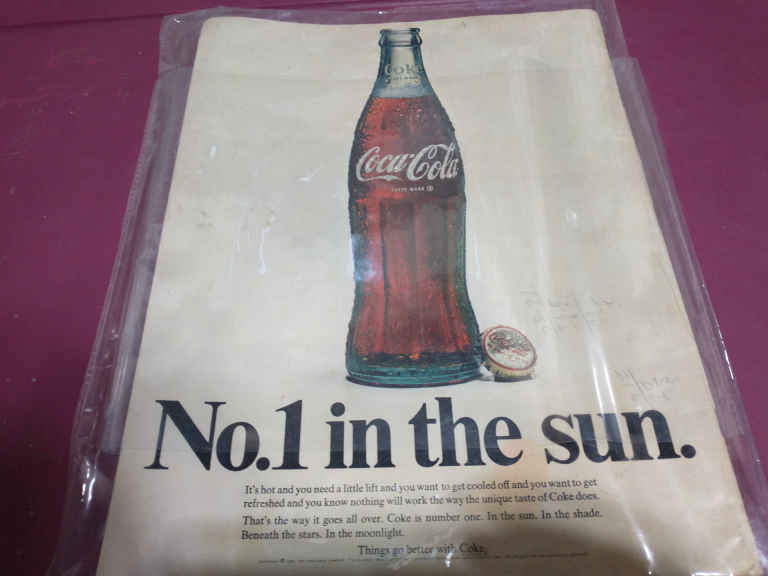 Coke
Coca-Cola
TRADE MARK ®
No.1 in the sun.
It's hot and you need a little lift and you want to get cooled off and you want to get
refreshed and you know nothing will work the way the unique taste of Coke does.
That's the way it goes all over. Coke is number one. In the sun. In the shade.
Beneath the stars. In the moonlight.
Things go better with Coke.